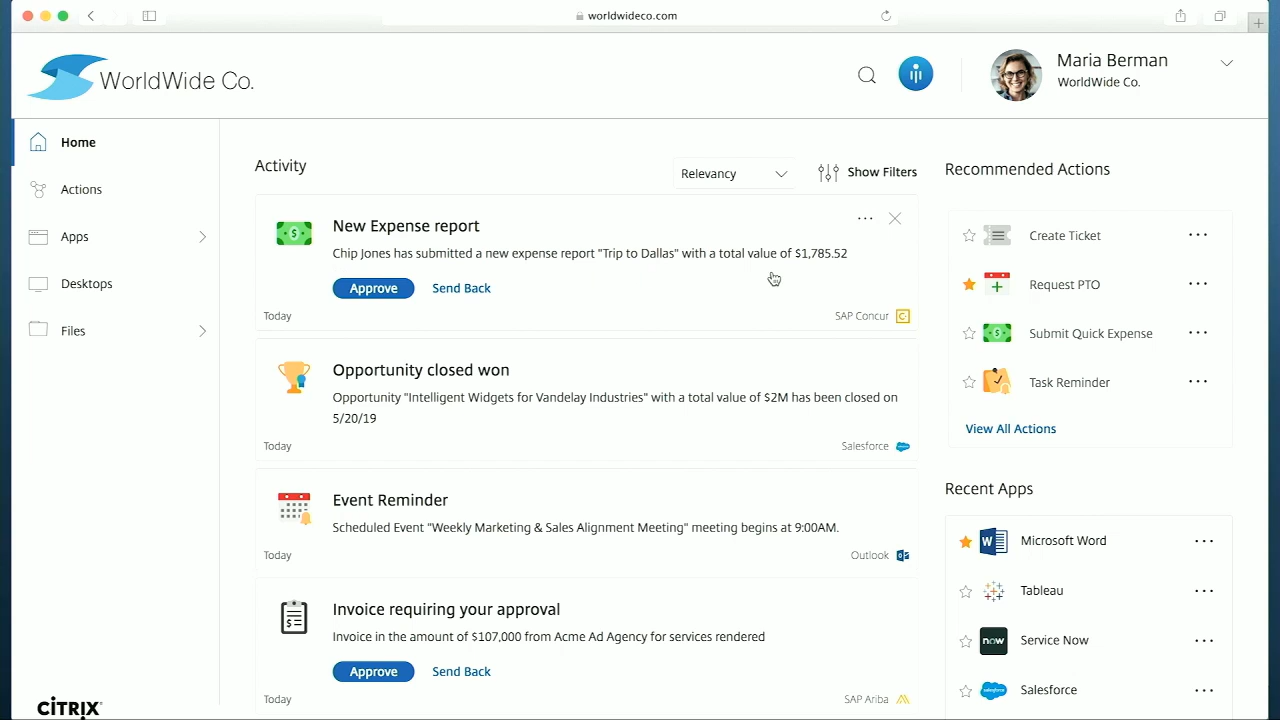 worldwideco.com
WorldWide Co.
Maria Berman
WorldWide Co.
Home
Actions
Apps
Desktops
Files
CITRIX
Activity
Relevancy
Show Filters
New Expense report
Chip Jones has submitted a new expense report "Trip to Dallas" with a total value of $1,785.52
Approve
Send Back
Today
SAP Concur
Opportunity closed won
Opportunity "Intelligent Widgets for Vandelay Industries" with a total value of $2M has been closed on
5/20/19
Today
Salesforce
Event Reminder
Scheduled Event "Weekly Marketing & Sales Alignment Meeting" meeting begins at 9:00AM.
Today
Outlook
Invoice requiring your approval
Invoice in the amount of $107,000 from Acme Ad Agency for services rendered
Approve
Send Back
Today
SAP Ariba
Recommended Actions
Create Ticket
Request PTO
Submit Quick Expense
Task Reminder
View All Actions
Recent Apps
Microsoft Word
Tableau
now
Service Now
salesforce
Salesforce